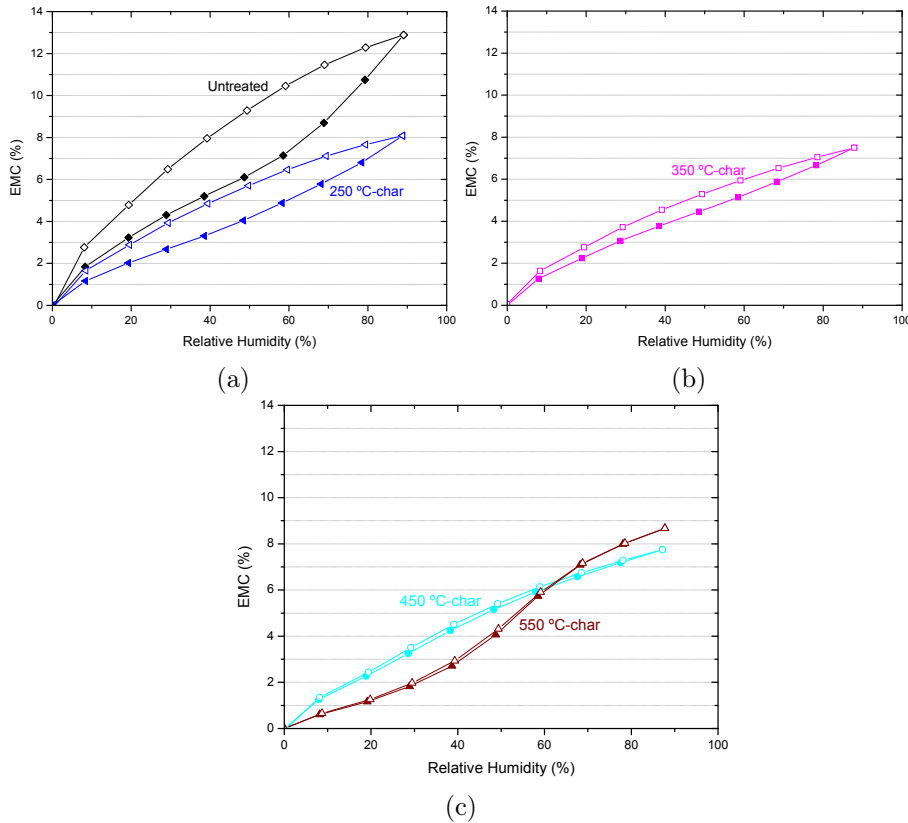 14
12
10
8
6
4
2
0
EMC (%)
Untreated
250 ºC-char
0 20 40 60 80 100
Relative Humidity (%)
(a)
14
12
10
8
6
4
2
0
EMC (%)
350 ºC-char
0 20 40 60 80 100
Relative Humidity (%)
(b)
14
12
10
8
6
4
2
0
EMC (%)
450 ºC-char
550 ºC-char
0 20 40 60 80 100
Relative Humidity (%)
(c)